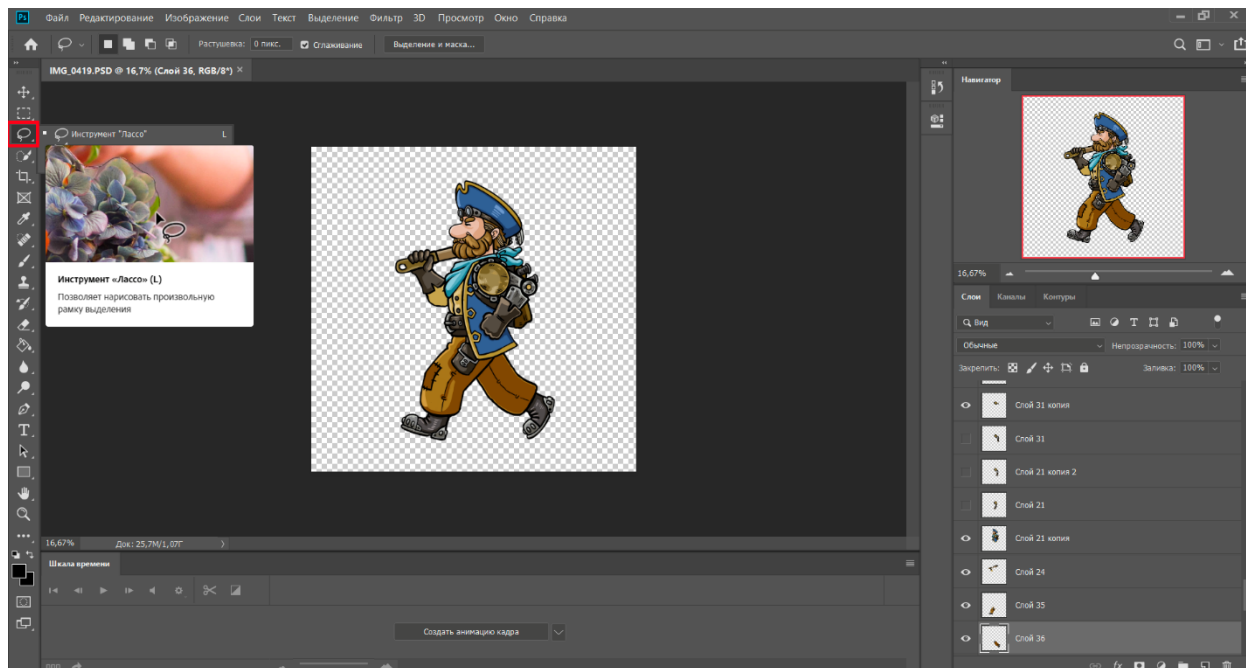 Ps Файл Редактирование Изображение Слои Текст Выделение Фильтр 3D Просмотр Окно Справка
Растушевка: 0 пикс. Сглаживание Выделение и маска...
IMG_0419.PSD @ 16,7% (Слой 36, RGB/8*) ×
Инструмент "Лассо" L
Инструмент «Лассо» (L)
Позволяет нарисовать произвольную
рамку выделения
16,67% Док: 25,7M/1,07Г
Шкала времени
Создать анимацию кадра
Навигатор
16,67%
Слои Каналы Контуры
Вид
Обычные Непрозрачность: 100%
Закрепить: Заливка: 100%
Слой 31 копия
Слой 31
Слой 21 копия 2
Слой 21
Слой 21 копия
Слой 24
Слой 35
Слой 36
fx